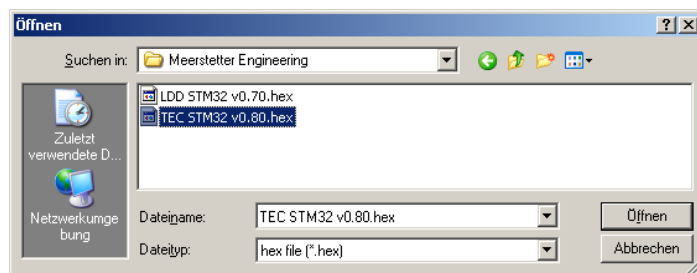 Öffnen
Suchen in: Meerstetter Engineering
LDD STM32 v0.70.hex
TEC STM32 v0.80.hex
Zuletzt
verwendete D...
Netzwerkumge
bung
Dateiname: TEC STM32 v0.80.hex Öffnen
Dateityp: hex file (*.hex) Abbrechen